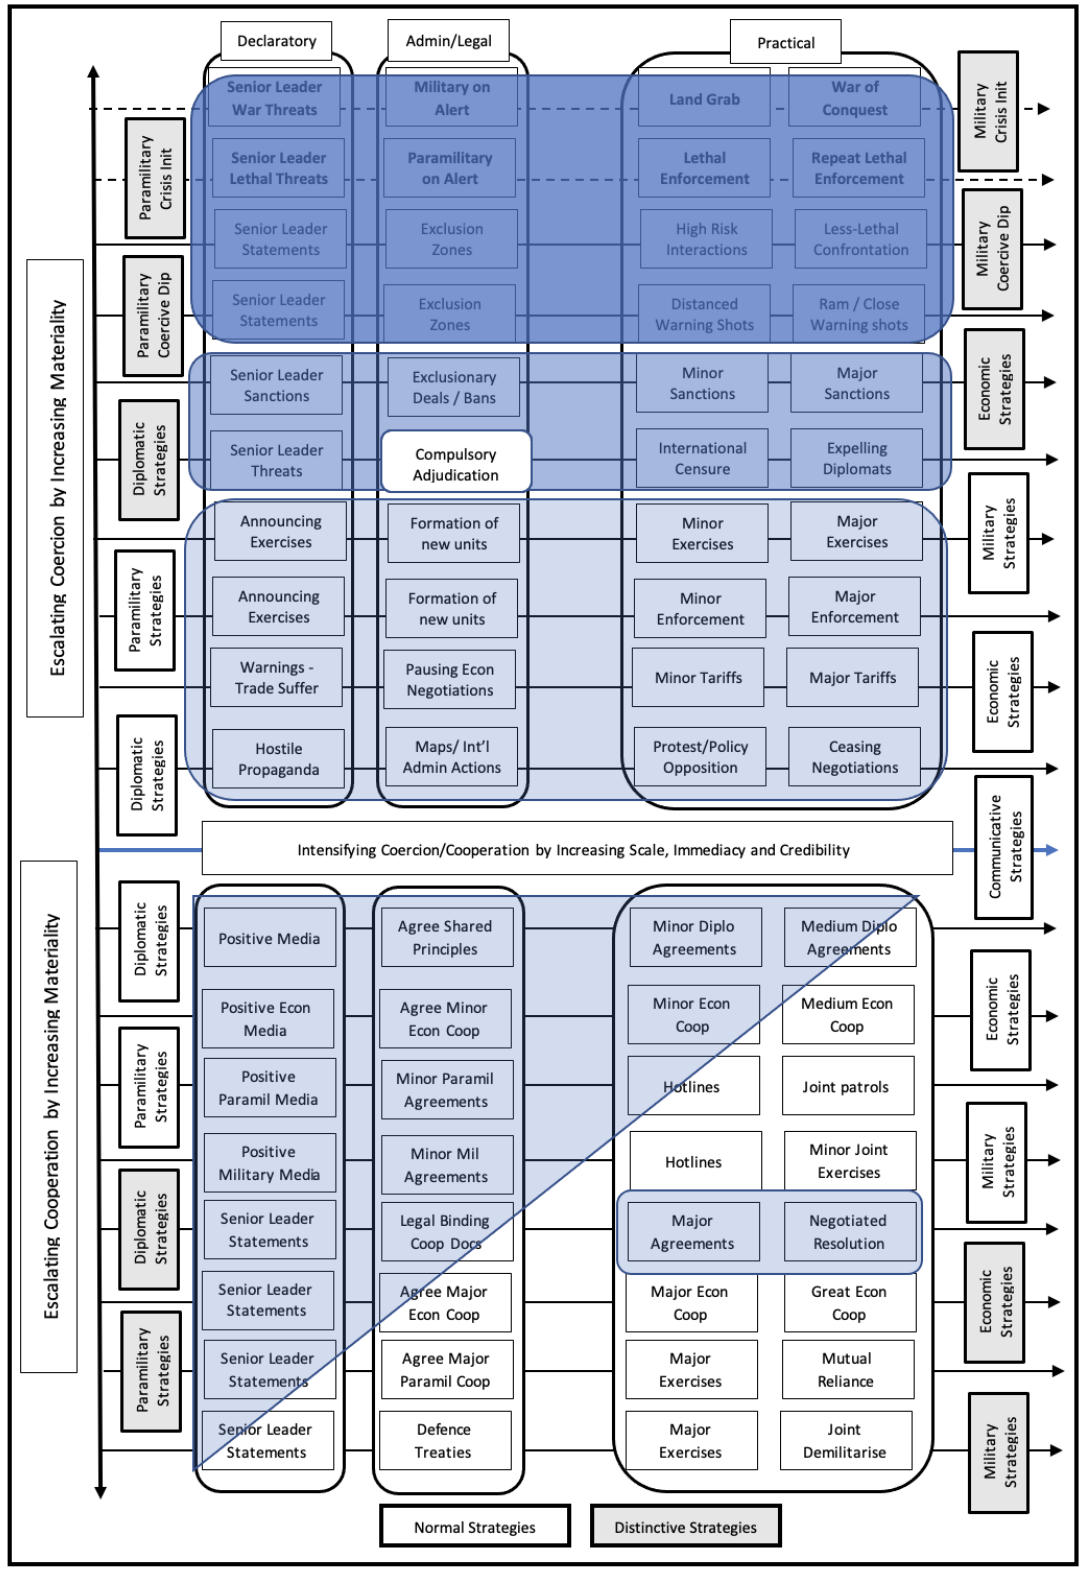 Declaratory
Admin/Legal
Practical
Senior Leader
War Threats
Military on
Alert
Land Grab
War of
Conquest
Military
Crisis Init
Paramilitary
Crisis Init
Senior Leader
Lethal Threats
Paramilitary
on Alert
Lethal
Enforcement
Repeat Lethal
Enforcement
Senior Leader
Statements
Exclusion
Zones
High Risk
Interactions
Less-Lethal
Confrontation
Military
Coercive Dip
Paramilitary
Coercive Dip
Senior Leader
Statements
Exclusion
Zones
Distanced
Warning Shots
Ram / Close
Warning shots
Escalating Coercion by Increasing Materiality
Senior Leader
Sanctions
Exclusionary
Deals / Bans
Minor
Sanctions
Major
Sanctions
Economic
Strategies
Diplomatic
Strategies
Senior Leader
Threats
Compulsory
Adjudication
International
Censure
Expelling
Diplomats
Announcing
Exercises
Formation of
new units
Minor
Exercises
Major
Exercises
Military
Strategies
Paramilitary
Strategies
Announcing
Exercises
Formation of
new units
Minor
Enforcement
Major
Enforcement
Warnings -
Trade Suffer
Pausing Econ
Negotiations
Minor Tariffs
Major Tariffs
Economic
Strategies
Diplomatic
Strategies
Hostile
Propaganda
Maps/ Int'l
Admin Actions
Protest/Policy
Opposition
Ceasing
Negotiations
Intensifying Coercion/Cooperation by Increasing Scale, Immediacy and Credibility
Communicative
Strategies
Escalating Cooperation by Increasing Materiality
Diplomatic
Strategies
Positive Media
Agree Shared
Principles
Minor Diplo
Agreements
Medium Diplo
Agreements
Positive Econ
Media
Agree Minor
Econ Coop
Minor Econ
Coop
Medium Econ
Coop
Economic
Strategies
Paramilitary
Strategies
Positive
Paramil Media
Minor Paramil
Agreements
Hotlines
Joint patrols
Positive
Military Media
Minor Mil
Agreements
Hotlines
Minor Joint
Exercises
Military
Strategies
Diplomatic
Strategies
Senior Leader
Statements
Legal Binding
Coop Docs
Major
Agreements
Negotiated
Resolution
Senior Leader
Statements
Agree Major
Econ Coop
Major Econ
Coop
Great Econ
Coop
Economic
Strategies
Paramilitary
Strategies
Senior Leader
Statements
Agree Major
Paramil Coop
Major
Exercises
Mutual
Reliance
Senior Leader
Statements
Defence
Treaties
Major
Exercises
Joint
Demilitarise
Military
Strategies
Normal Strategies
Distinctive Strategies